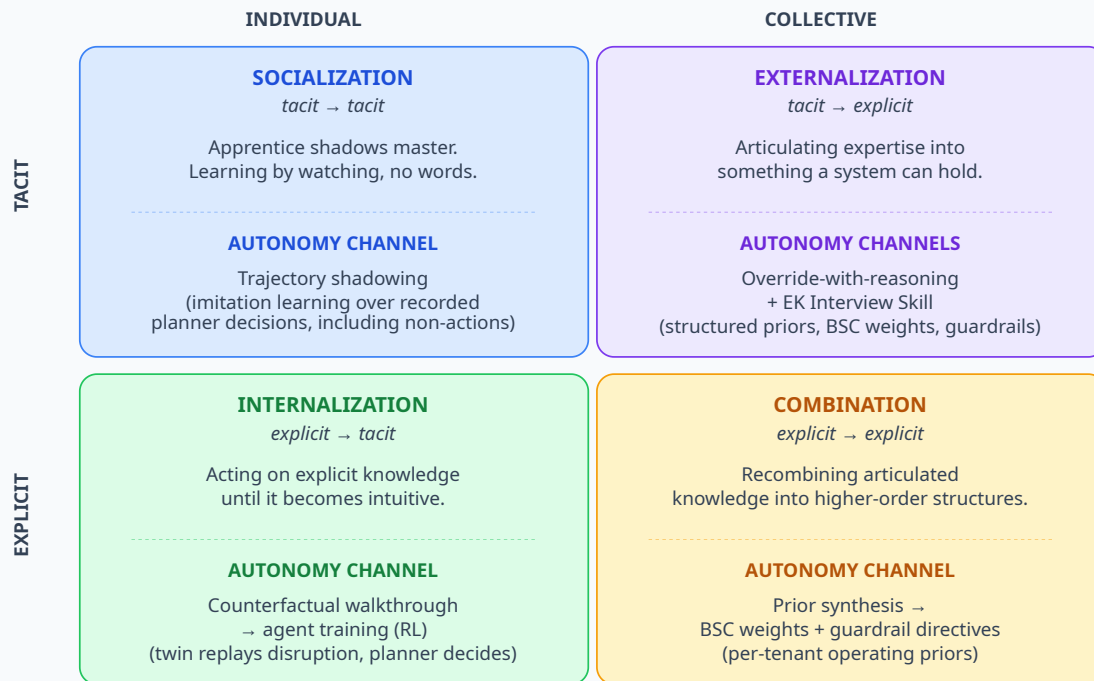 INDIVIDUAL
COLLECTIVE
TACIT
SOCIALIZATION
tacit → tacit
Apprentice shadows master.
Learning by watching, no words.
AUTONOMY CHANNEL
Trajectory shadowing
(imitation learning over recorded
planner decisions, including non-actions)
EXTERNALIZATION
tacit → explicit
Articulating expertise into
something a system can hold.
AUTONOMY CHANNELS
Override-with-reasoning
+ EK Interview Skill
(structured priors, BSC weights, guardrails)
EXPLICIT
INTERNALIZATION
explicit → tacit
Acting on explicit knowledge
until it becomes intuitive.
AUTONOMY CHANNEL
Counterfactual walkthrough
→ agent training (RL)
(twin replays disruption, planner decides)
COMBINATION
explicit → explicit
Recombining articulated
knowledge into higher-order structures.
AUTONOMY CHANNEL
Prior synthesis →
BSC weights + guardrail directives
(per-tenant operating priors)